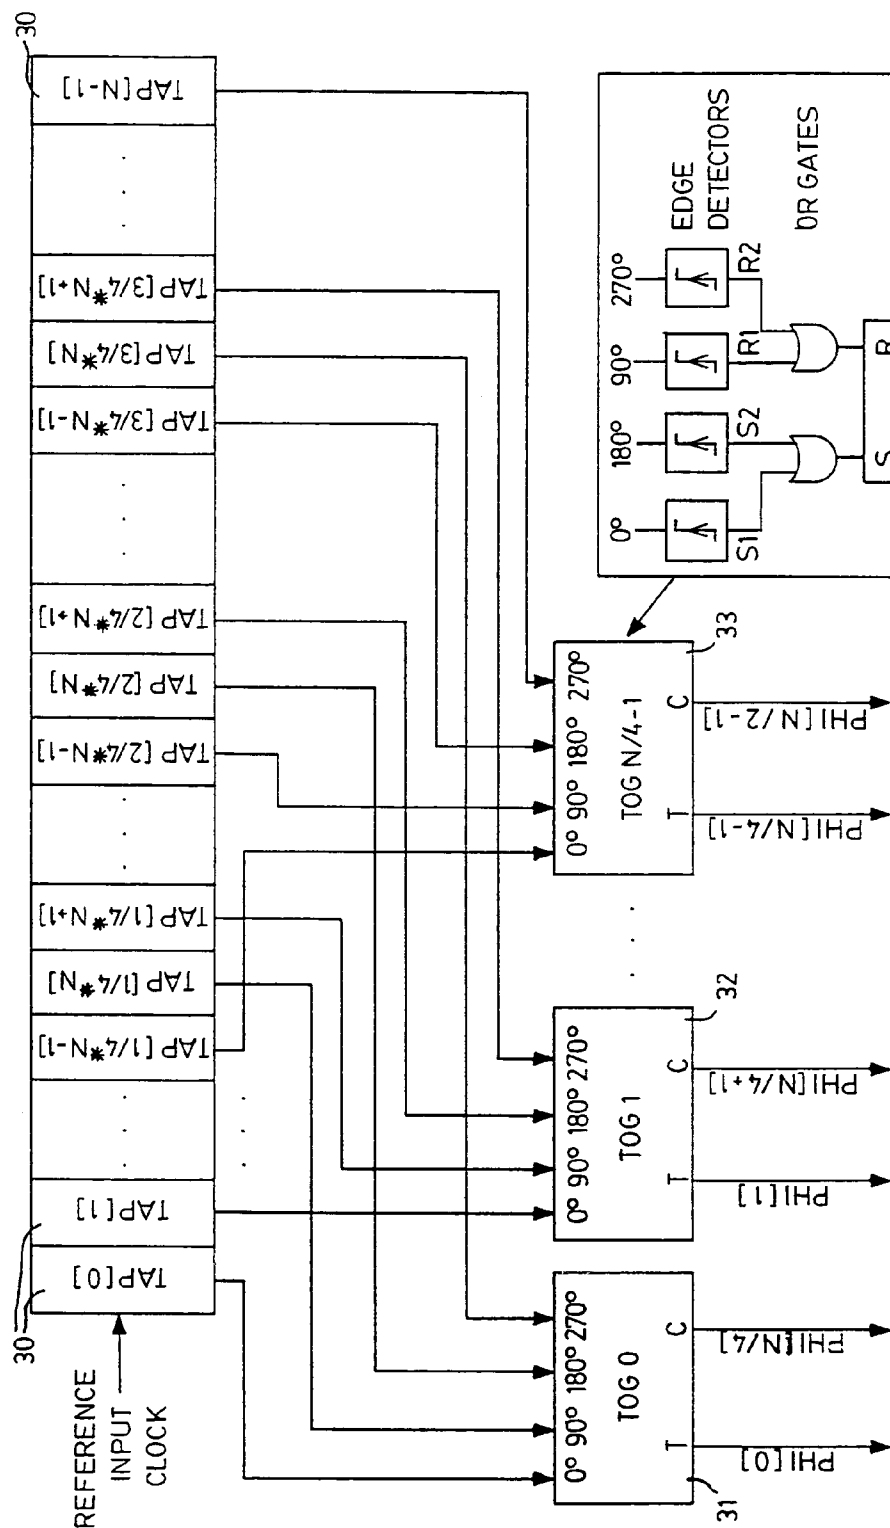 30
30
REFERENCE
INPUT
CLOCK
TAP[0]
TAP[1]
. . .
TAP[1/4*N-1]
TAP[1/4*N]
TAP[1/4*N+1]
. . .
TAP[2/4*N-1]
TAP[2/4*N]
TAP[2/4*N+1]
. . .
TAP[3/4*N-1]
TAP[3/4*N]
TAP[3/4*N+1]
. . .
TAP[N-1]
. . .
0° 90° 180° 270°
TOG 0
T C
31
PHI[0]
PHI[N/4]
0° 90° 180° 270°
TOG 1
T C
32
PHI[1]
PHI[N/4+1]
. . .
0° 90° 180° 270°
TOG N/4-1
T C
33
PHI[N/4-1]
PHI[N/2-1]
0° 180° 90° 270°
EDGE
DETECTORS
S1 S2 R1 R2
OR GATES
S R